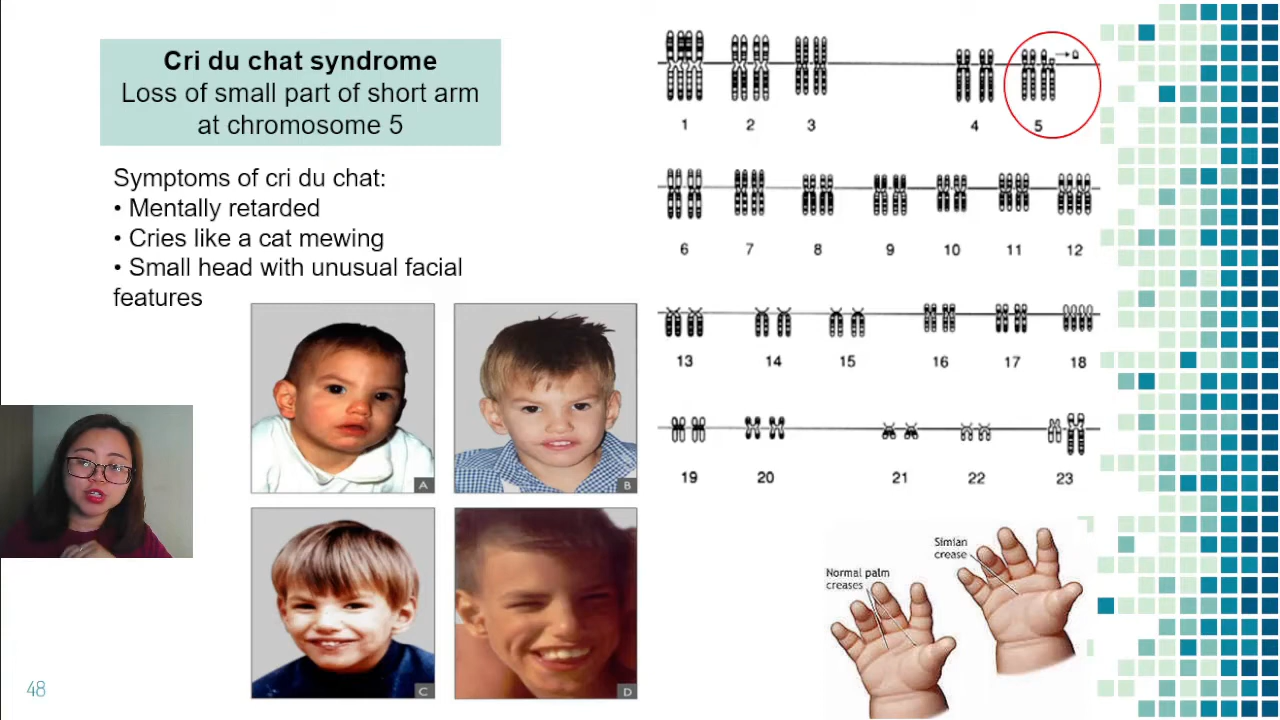 Cri du chat syndrome
Loss of small part of short arm
at chromosome 5
Symptoms of cri du chat:
• Mentally retarded
• Cries like a cat mewing
• Small head with unusual facial
features
A
B
C
D
48
1 2 3 4 5
6 7 8 9 10 11 12
13 14 15 16 17 18
19 20 21 22 23
Simian
crease
Normal palm
creases